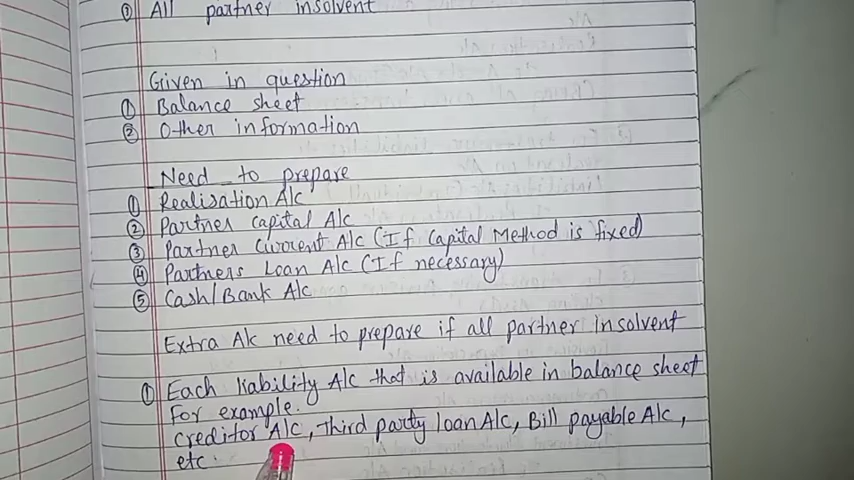 ① All partner insolvent
Given in question
① Balance sheet
② Other information
Need to prepare
① Realisation A/c
② Partner capital A/c
③ Partner Current A/c (If Capital Method is fixed)
④ Partners Loan A/c (If necessary)
⑤ Cash/Bank A/c
Extra A/c need to prepare if all partner insolvent
① Each liability A/c that is available in balance sheet
For example.
creditor A/c, Third party loan A/c, Bill payable A/c,
etc.